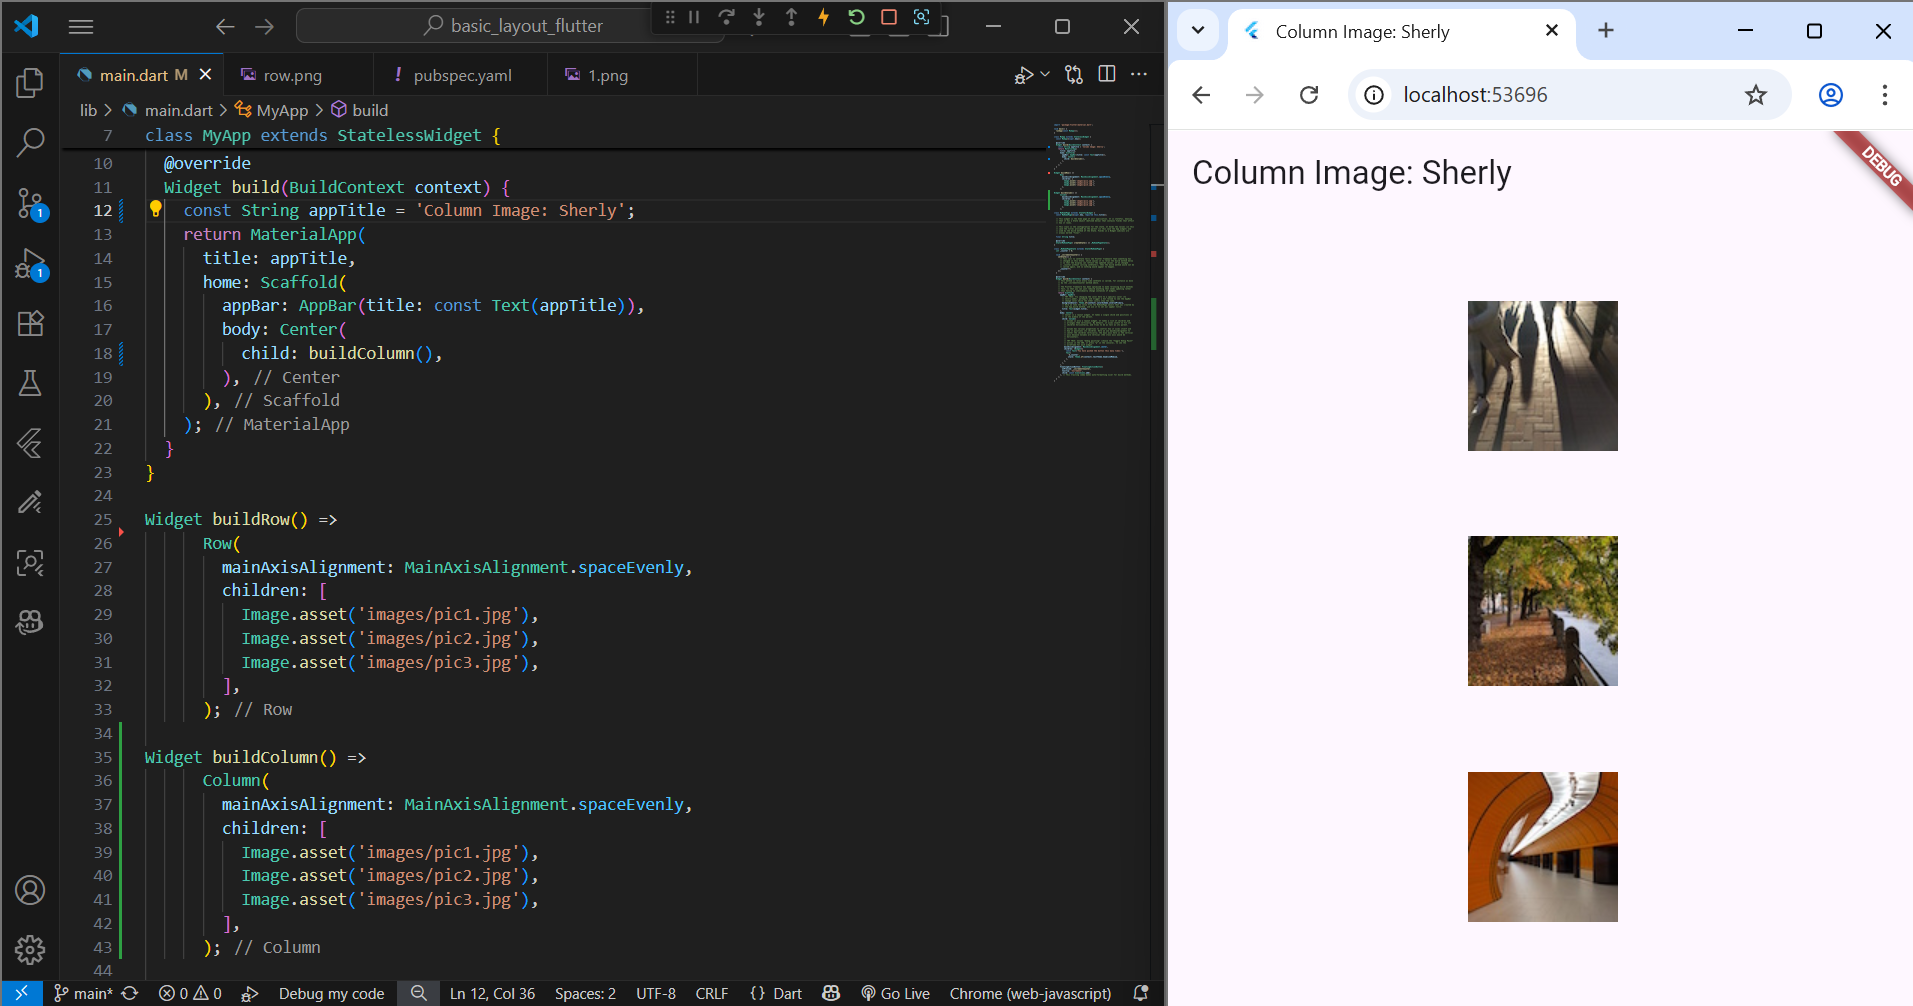 basic_layout_flutter
main.dart M
row.png
! pubspec.yaml
1.png
lib > main.dart > MyApp > build
7 class MyApp extends StatelessWidget {
10 @override
11 Widget build(BuildContext context) {
12 const String appTitle = 'Column Image: Sherly';
13 return MaterialApp(
14 title: appTitle,
15 home: Scaffold(
16 appBar: AppBar(title: const Text(appTitle)),
17 body: Center(
18 child: buildColumn(),
19 ), // Center
20 ), // Scaffold
21 ); // MaterialApp
22 }
23 }
24
25 Widget buildRow() =>
26 Row(
27 mainAxisAlignment: MainAxisAlignment.spaceEvenly,
28 children: [
29 Image.asset('images/pic1.jpg'),
30 Image.asset('images/pic2.jpg'),
31 Image.asset('images/pic3.jpg'),
32 ],
33 ); // Row
34
35 Widget buildColumn() =>
36 Column(
37 mainAxisAlignment: MainAxisAlignment.spaceEvenly,
38 children: [
39 Image.asset('images/pic1.jpg'),
40 Image.asset('images/pic2.jpg'),
41 Image.asset('images/pic3.jpg'),
42 ],
43 ); // Column
44
1
1
main* 0 0 Debug my code Ln 12, Col 36 Spaces: 2 UTF-8 CRLF {} Dart Go Live Chrome (web-javascript)
Column Image: Sherly
localhost:53696
Column Image: Sherly
DEBUG